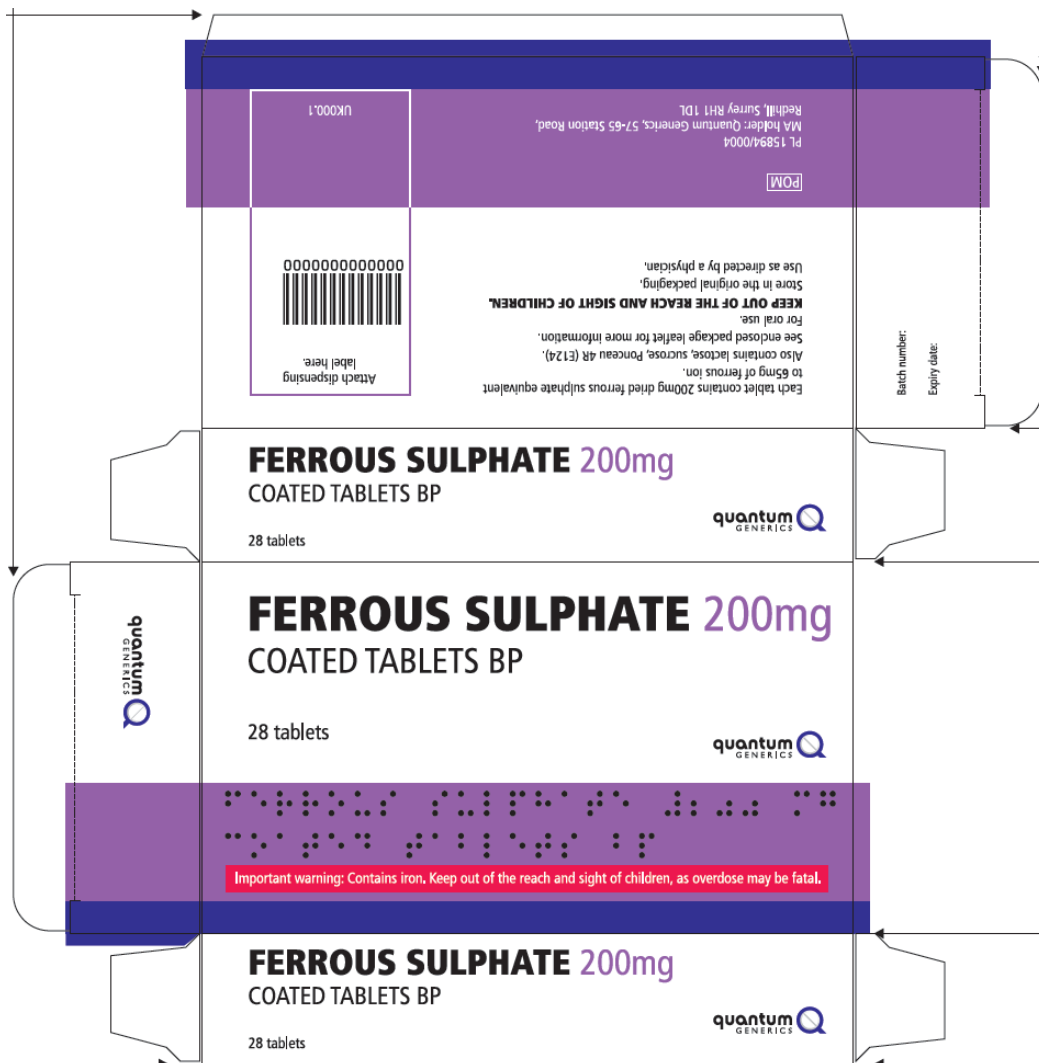 Each tablet contains 200mg dried ferrous sulphate equivalent
to 65mg of ferrous ion.
Also contains lactose, sucrose, Ponceau 4R (E124).
See enclosed package leaflet for more information.
For oral use.
KEEP OUT OF THE REACH AND SIGHT OF CHILDREN.
Store in the original packaging.
Use as directed by a physician.
POM
PL 15894/0004
MA holder: Quantum Generics, 57-65 Station Road,
Redhill, Surrey RH1 1DL
Attach dispensing
label here.
0000000000000
UK000.1
Batch number:
Expiry date:
FERROUS SULPHATE 200mg
COATED TABLETS BP
28 tablets
quantum
GENERICS
quantum
GENERICS
FERROUS SULPHATE 200mg
COATED TABLETS BP
28 tablets
quantum
GENERICS
Important warning: Contains iron. Keep out of the reach and sight of children, as overdose may be fatal.
FERROUS SULPHATE 200mg
COATED TABLETS BP
28 tablets
quantum
GENERICS